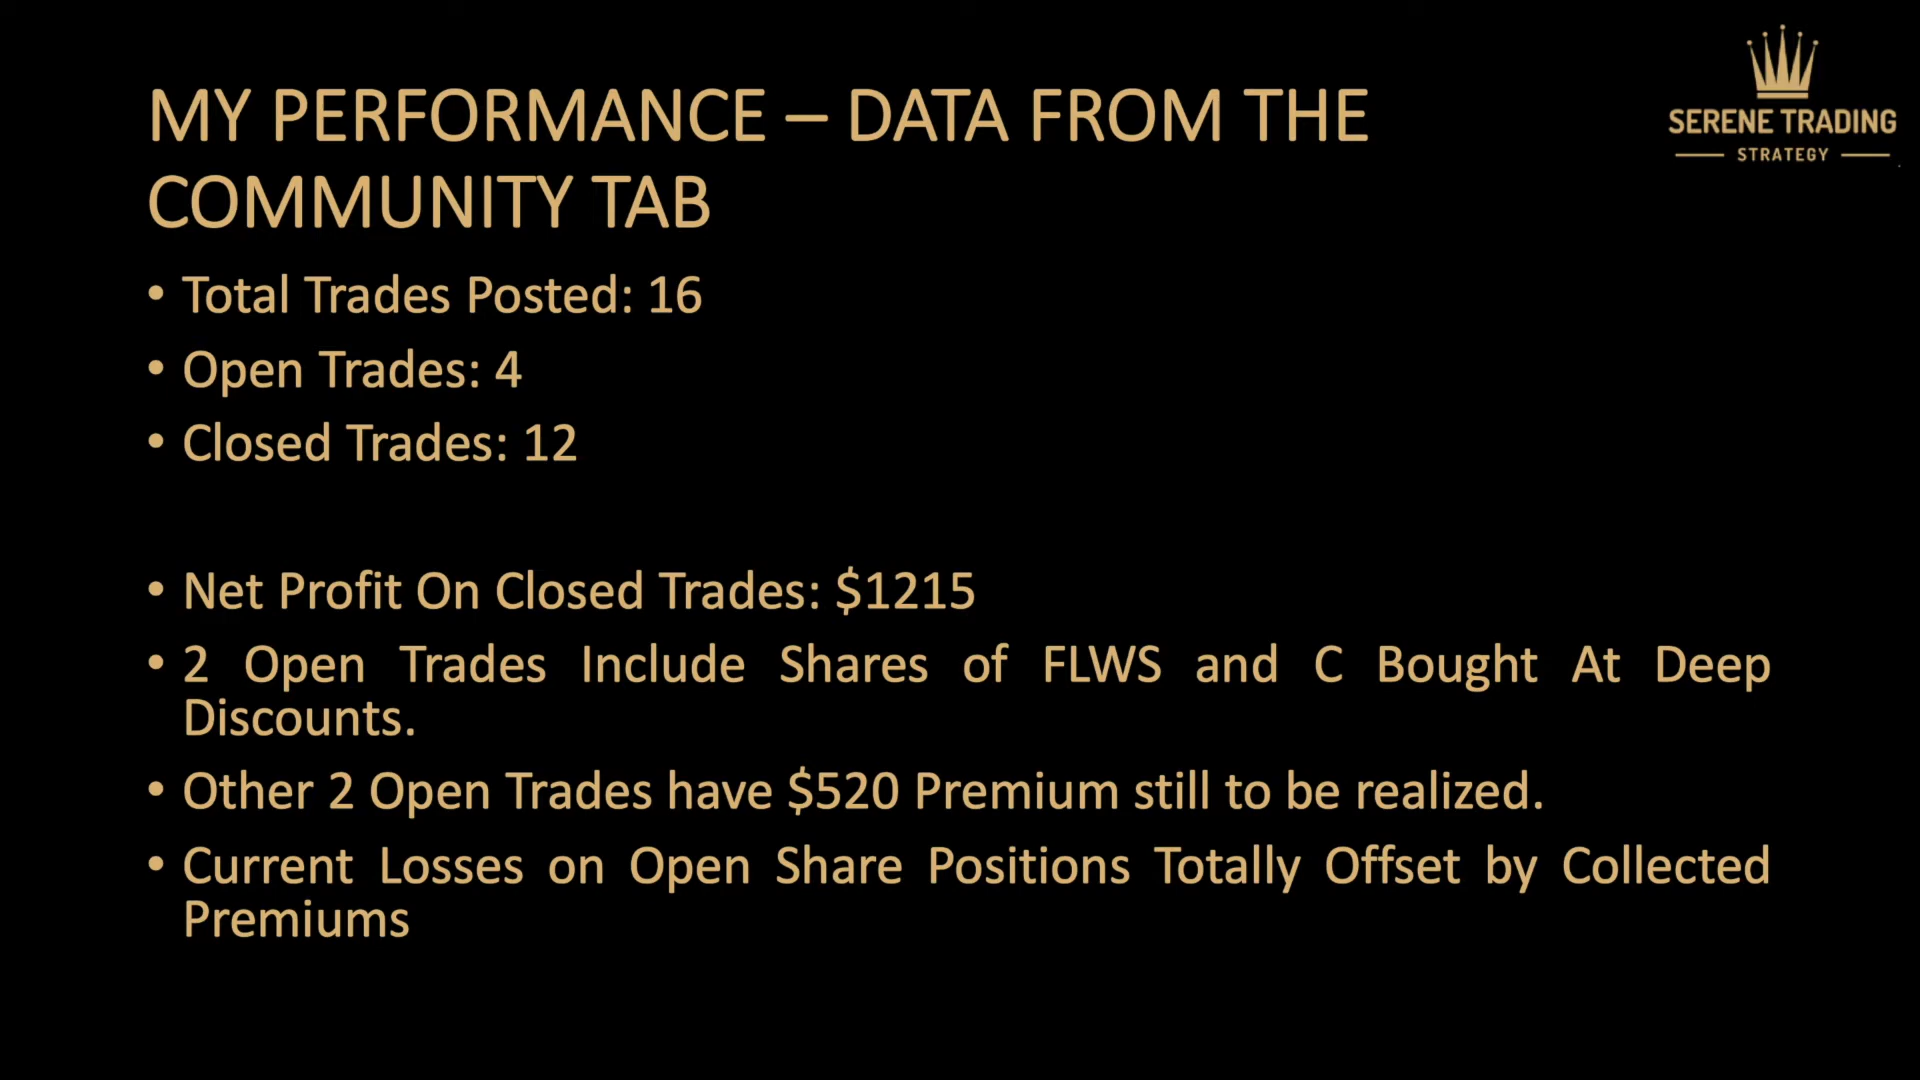 SERENE TRADING
STRATEGY
MY PERFORMANCE – DATA FROM THE
COMMUNITY TAB
• Total Trades Posted: 16
• Open Trades: 4
• Closed Trades: 12
• Net Profit On Closed Trades: $1215
• 2 Open Trades Include Shares of FLWS and C Bought At Deep
Discounts.
• Other 2 Open Trades have $520 Premium still to be realized.
• Current Losses on Open Share Positions Totally Offset by Collected
Premiums